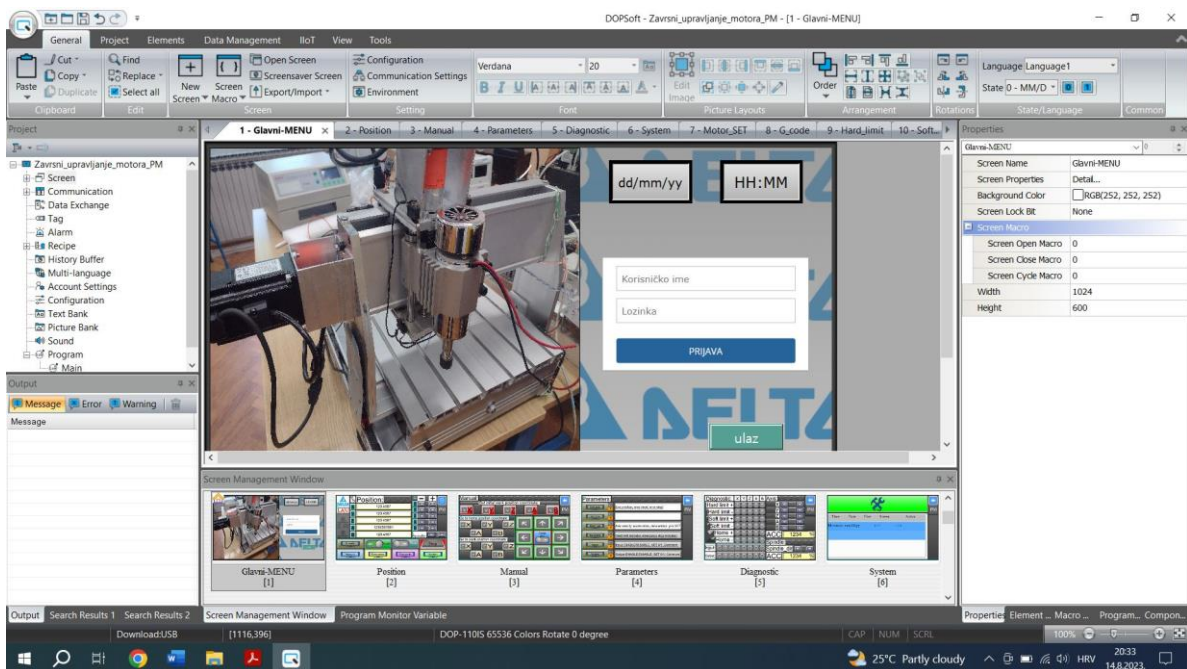 DOPSoft - Zavrsni_upravljanje_motora_PM - [1 - Glavni-MENU]
General Project Elements Data Management IIoT View Tools
Paste
Cut
Copy
Duplicate
Clipboard
Find
Replace
Select all
Edit
New Screen
Screen Macro
Open Screen
Screensaver Screen
Export/Import
Screen
Configuration
Communication Settings
Environment
Setting
Verdana 20
B I U
Font
Edit Image
Picture Layouts
Order
Arrangement
Rotations
Language Language1
State 0 - MM/D
State/Language
Common
Project
Zavrsni_upravljanje_motora_PM
Screen
Communication
Data Exchange
Tag
Alarm
Recipe
History Buffer
Multi-language
Account Settings
Configuration
Text Bank
Picture Bank
Sound
Program
Main
Output
Message Error Warning
Message
1 - Glavni-MENU 2 - Position 3 - Manual 4 - Parameters 5 - Diagnostic 6 - System 7 - Motor_SET 8 - G_code 9 - Hard_limit 10 - Soft...
dd/mm/yy HH:MM
Korisničko ime
Lozinka
PRIJAVA
DELTA
ulaz
Properties
Glavni-MENU 0
Screen Name Glavni-MENU
Screen Properties Detail...
Background Color RGB(252, 252, 252)
Screen Lock Bit None
Screen Macro
Screen Open Macro 0
Screen Close Macro 0
Screen Cycle Macro 0
Width 1024
Height 600
Screen Management Window
Glavni-MENU
[1]
Position
[2]
Manual
[3]
Parameters
[4]
Diagnostic
[5]
System
[6]
Output Search Results 1 Search Results 2 Screen Management Window Program Monitor Variable
Properties Element ... Macro ... Program... Compon...
Download:USB [1116,396] DOP-110IS 65536 Colors Rotate 0 degree CAP NUM SCRL 100%
25°C Partly cloudy HRV 20:33
14.8.2023.